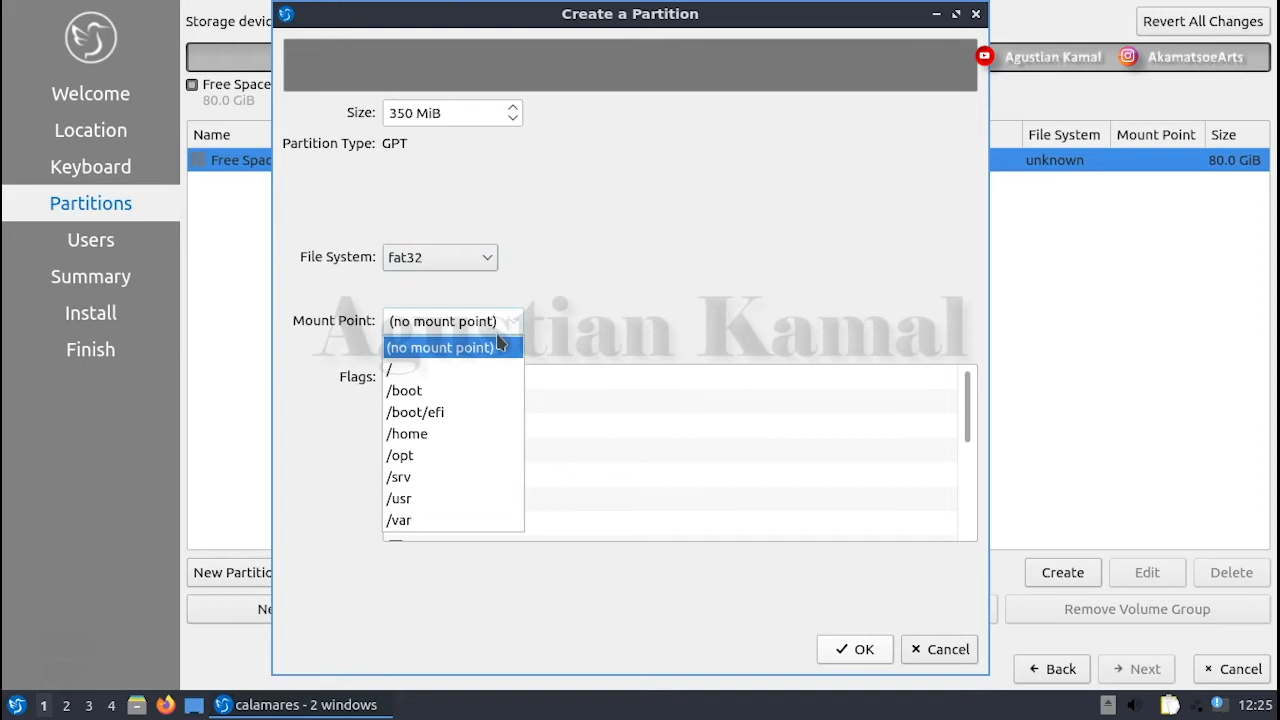 Create a Partition
Storage devic
Revert All Changes
Agustian Kamal
AkamatsoeArts
Free Space
80.0 GiB
Size: 350 MiB
Partition Type: GPT
Name
File System
Mount Point
Size
Free Spac
unknown
80.0 GiB
Welcome
Location
Keyboard
Partitions
Users
Summary
Install
Finish
File System: fat32
Agustian Kamal
Mount Point: (no mount point)
(no mount point)
/
Flags:
/boot
/boot/efi
/home
/opt
/srv
/usr
/var
New Partitio
Create
Edit
Delete
Ne
Remove Volume Group
OK
Cancel
Back
Next
Cancel
1
2
3
4
calamares - 2 windows
12:25